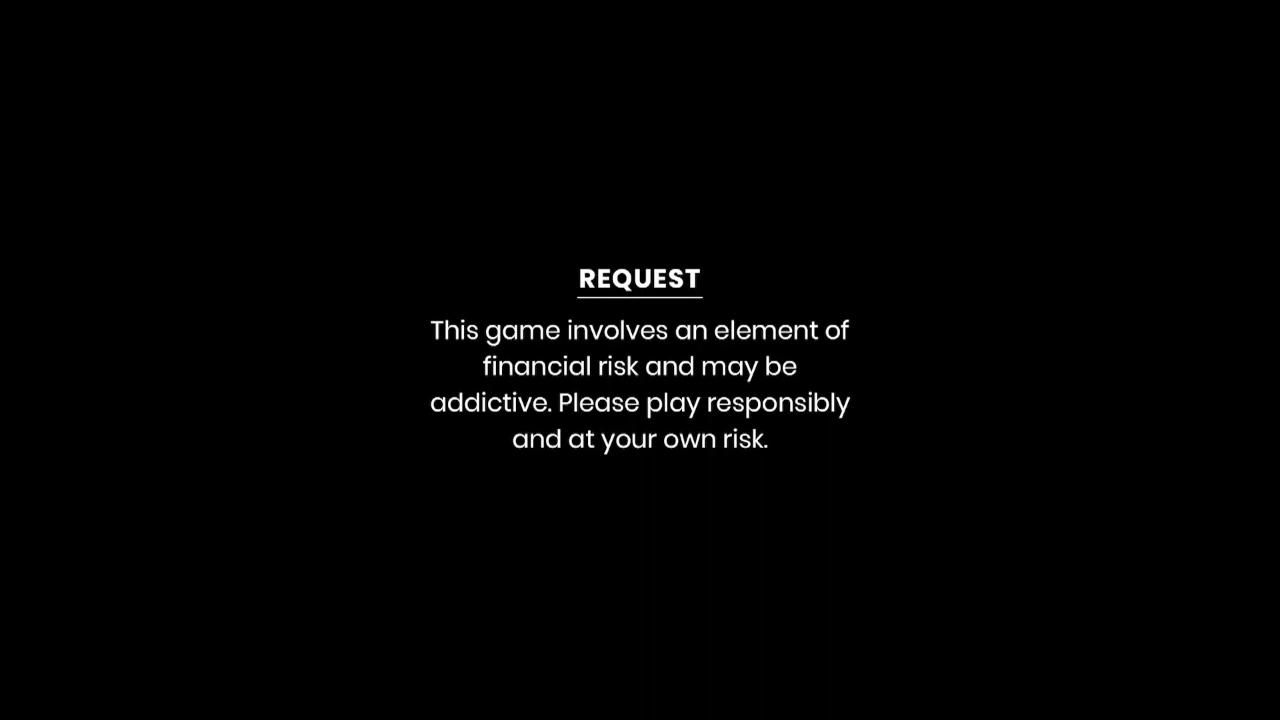 REQUEST
This game involves an element of
financial risk and may be
addictive. Please play responsibly
and at your own risk.